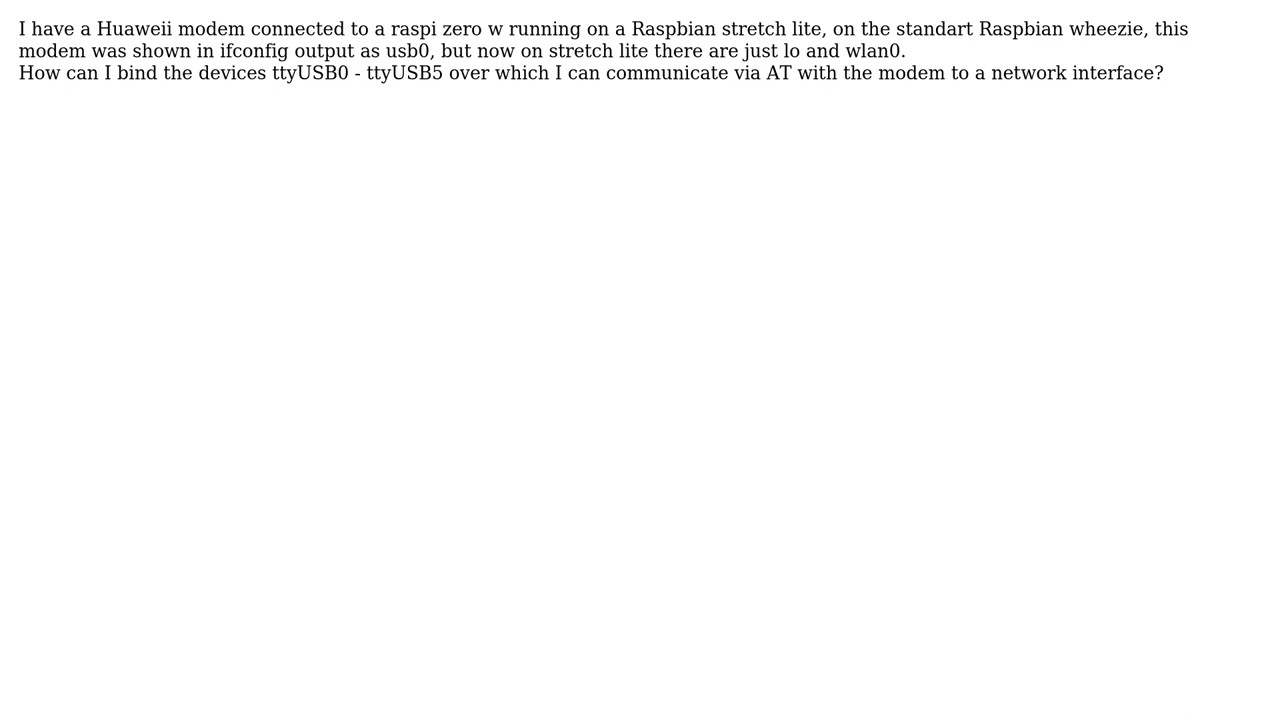 I have a Huaweii modem connected to a raspi zero w running on a Raspbian stretch lite, on the standart Raspbian wheezie, this
modem was shown in ifconfig output as usb0, but now on stretch lite there are just lo and wlan0.
How can I bind the devices ttyUSB0 - ttyUSB5 over which I can communicate via AT with the modem to a network interface?